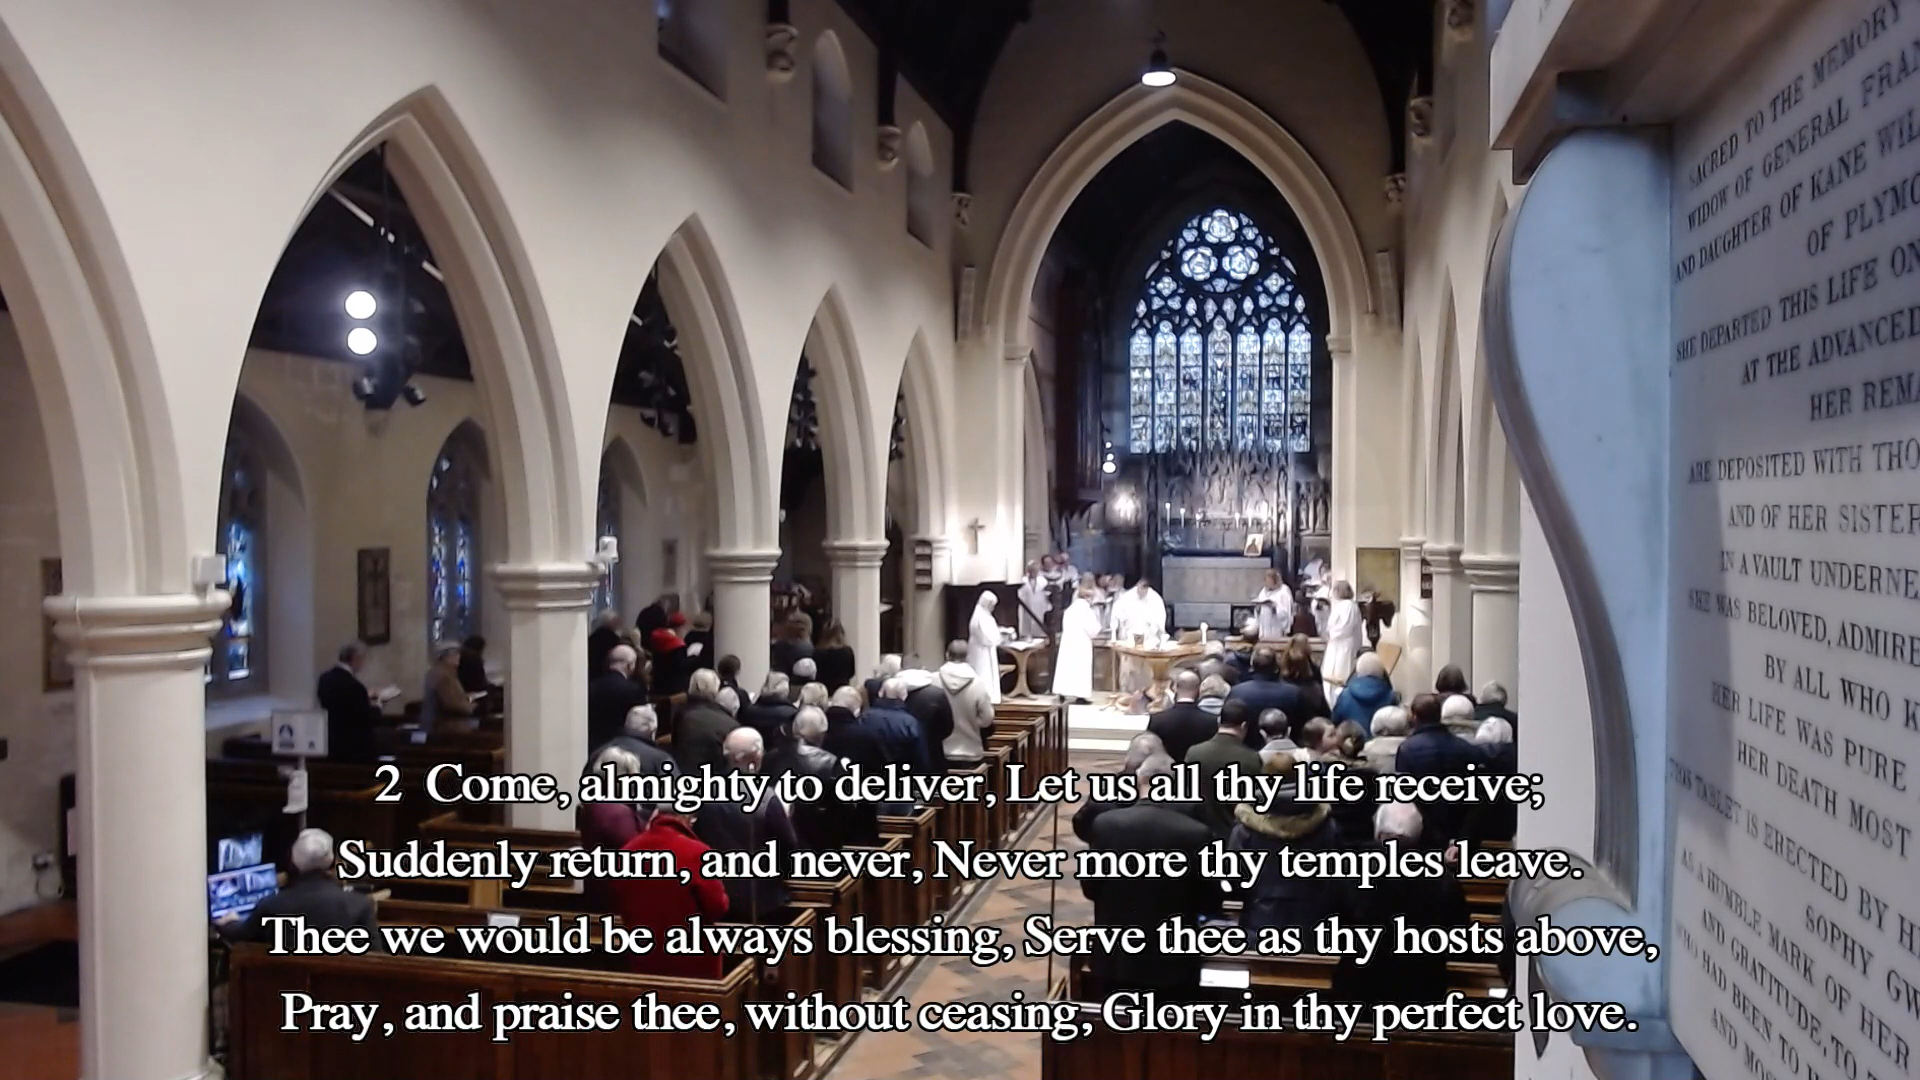 2 Come, almighty to deliver, Let us all thy life receive;
Suddenly return, and never, Never more thy temples leave.
Thee we would be always blessing, Serve thee as thy hosts above,
Pray, and praise thee, without ceasing, Glory in thy perfect love.
SACRED TO THE MEMORY
WIDOW OF GENERAL FRAN
AND DAUGHTER OF KANE WIL
OF PLYMO
SHE DEPARTED THIS LIFE ON
AT THE ADVANCED
HER REMA
ARE DEPOSITED WITH THO
AND OF HER SISTER
IN A VAULT UNDERNE
SHE WAS BELOVED, ADMIRE
BY ALL WHO K
HER LIFE WAS PURE
HER DEATH MOST
THIS TABLET IS ERECTED BY HE
SOPHY GW
AS A HUMBLE MARK OF HER
AND GRATITUDE, TO
WHO HAD BEEN TO
AND MOS